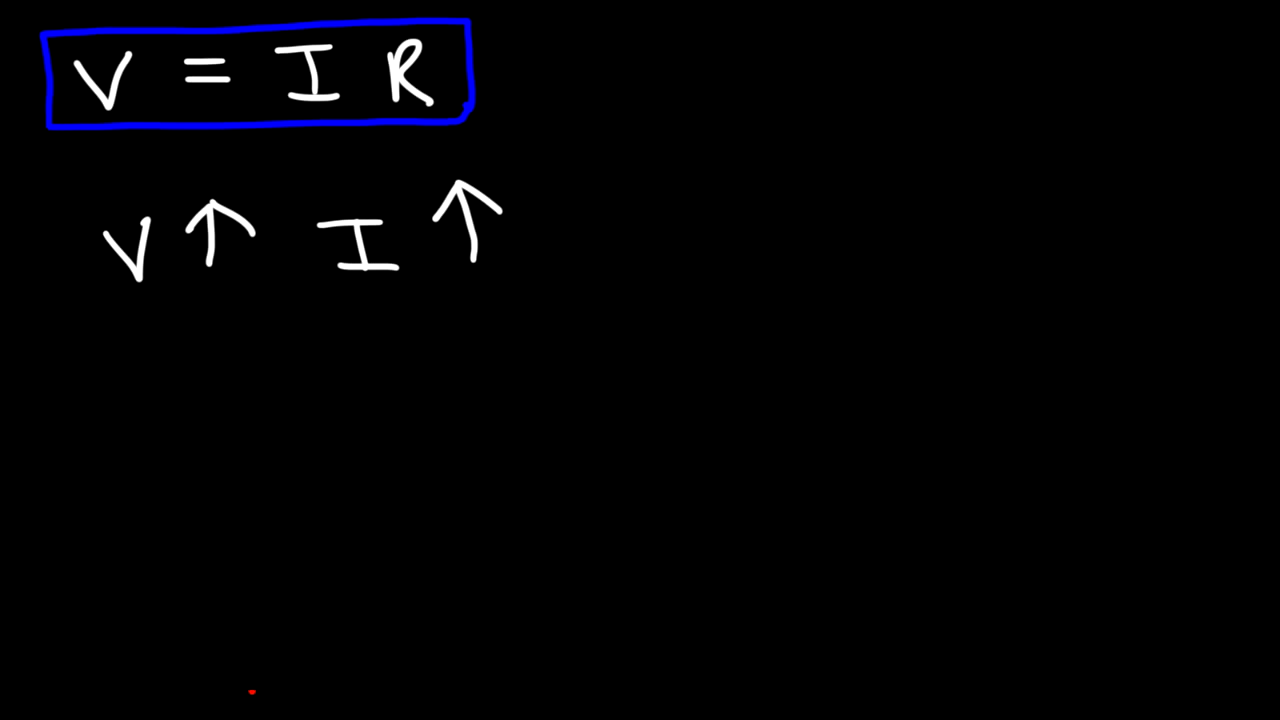 V = I R
V ↑ I ↑